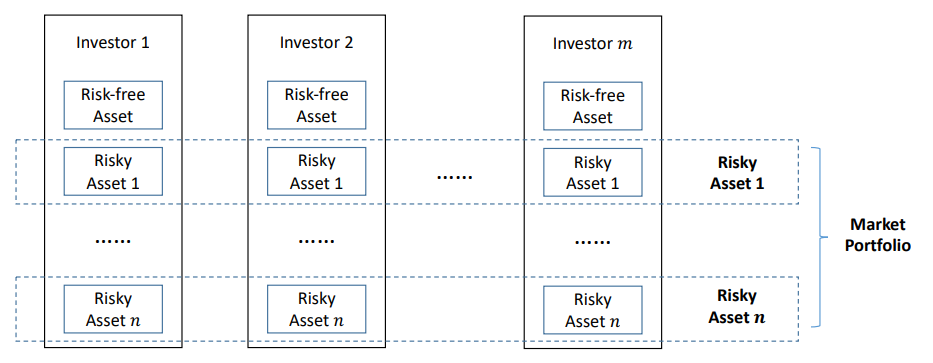 Investor 1
Investor 2
Investor m
Risk-free
Asset
Risk-free
Asset
Risk-free
Asset
Risky
Asset 1
Risky
Asset 1
……
Risky
Asset 1
Risky
Asset 1
……
……
……
Market
Portfolio
Risky
Asset n
Risky
Asset n
Risky
Asset n
Risky
Asset n